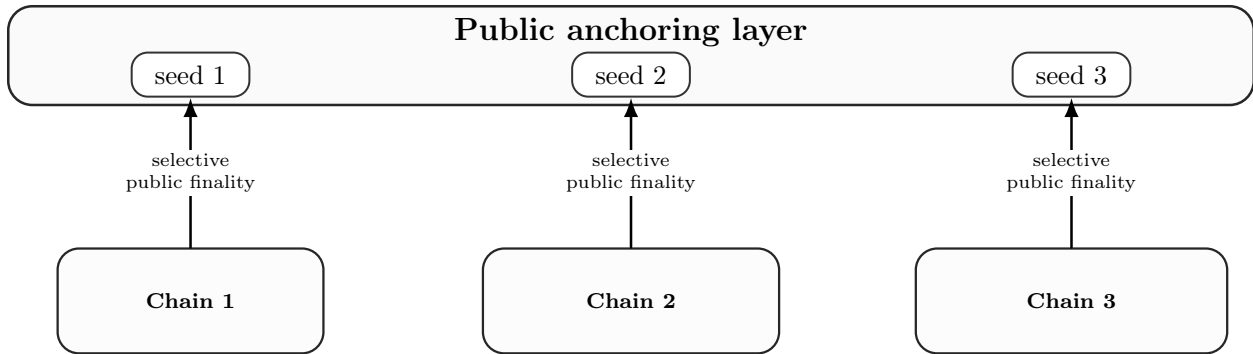 Public anchoring layer
seed 1
seed 2
seed 3
selective
public finality
selective
public finality
selective
public finality
Chain 1
Chain 2
Chain 3